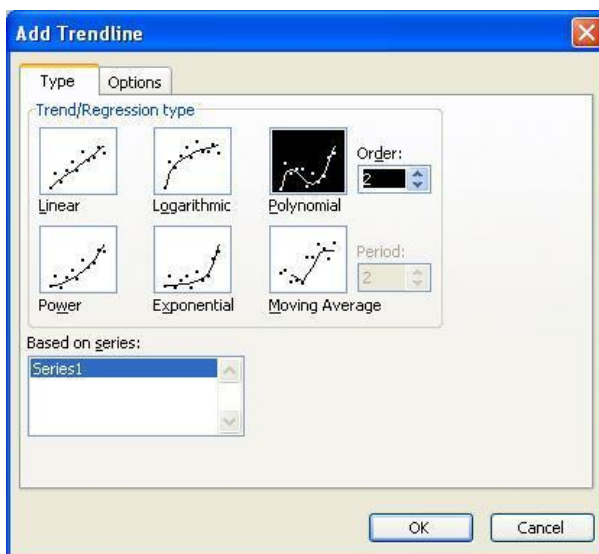 Add Trendline
Type Options
Trend/Regression type
Order:
2
Linear Logarithmic Polynomial
Period:
2
Power Exponential Moving Average
Based on series:
Series1
OK Cancel